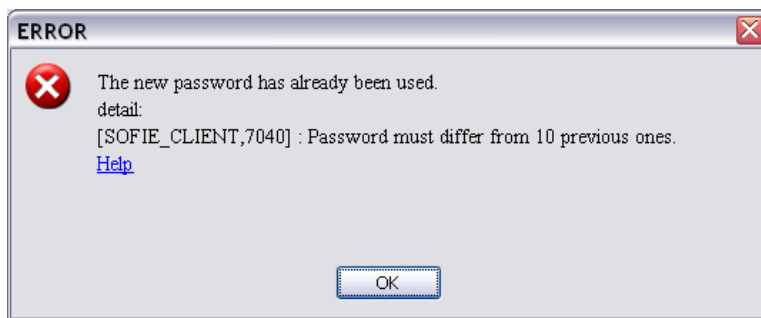 ERROR
The new password has already been used.
detail:
[SOFIE_CLIENT,7040] : Password must differ from 10 previous ones.
Help
OK